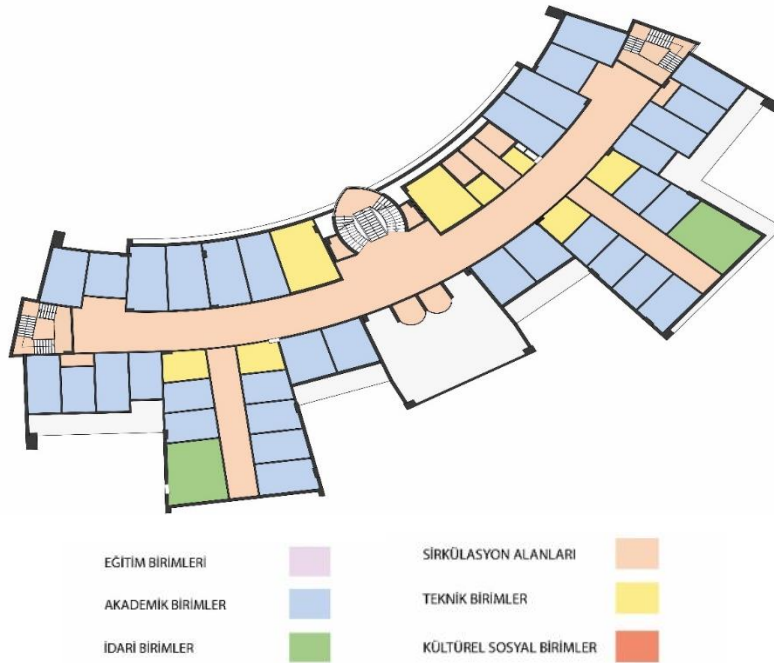 EĞİTİM BİRİMLERİ
AKADEMİK BİRİMLER
İDARİ BİRİMLER
SİRKÜLASYON ALANLARI
TEKNİK BİRİMLER
KÜLTÜREL SOSYAL BİRİMLER